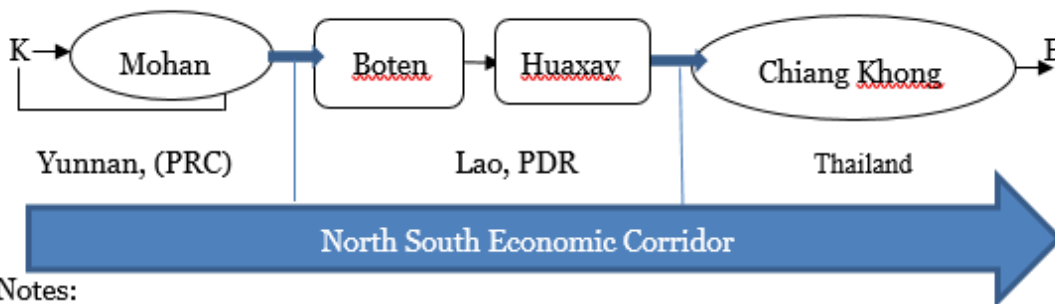 K Mohan Boten Huaxay Chiang Khong B
Yunnan, (PRC) Lao, PDR Thailand
North South Economic Corridor
Notes: